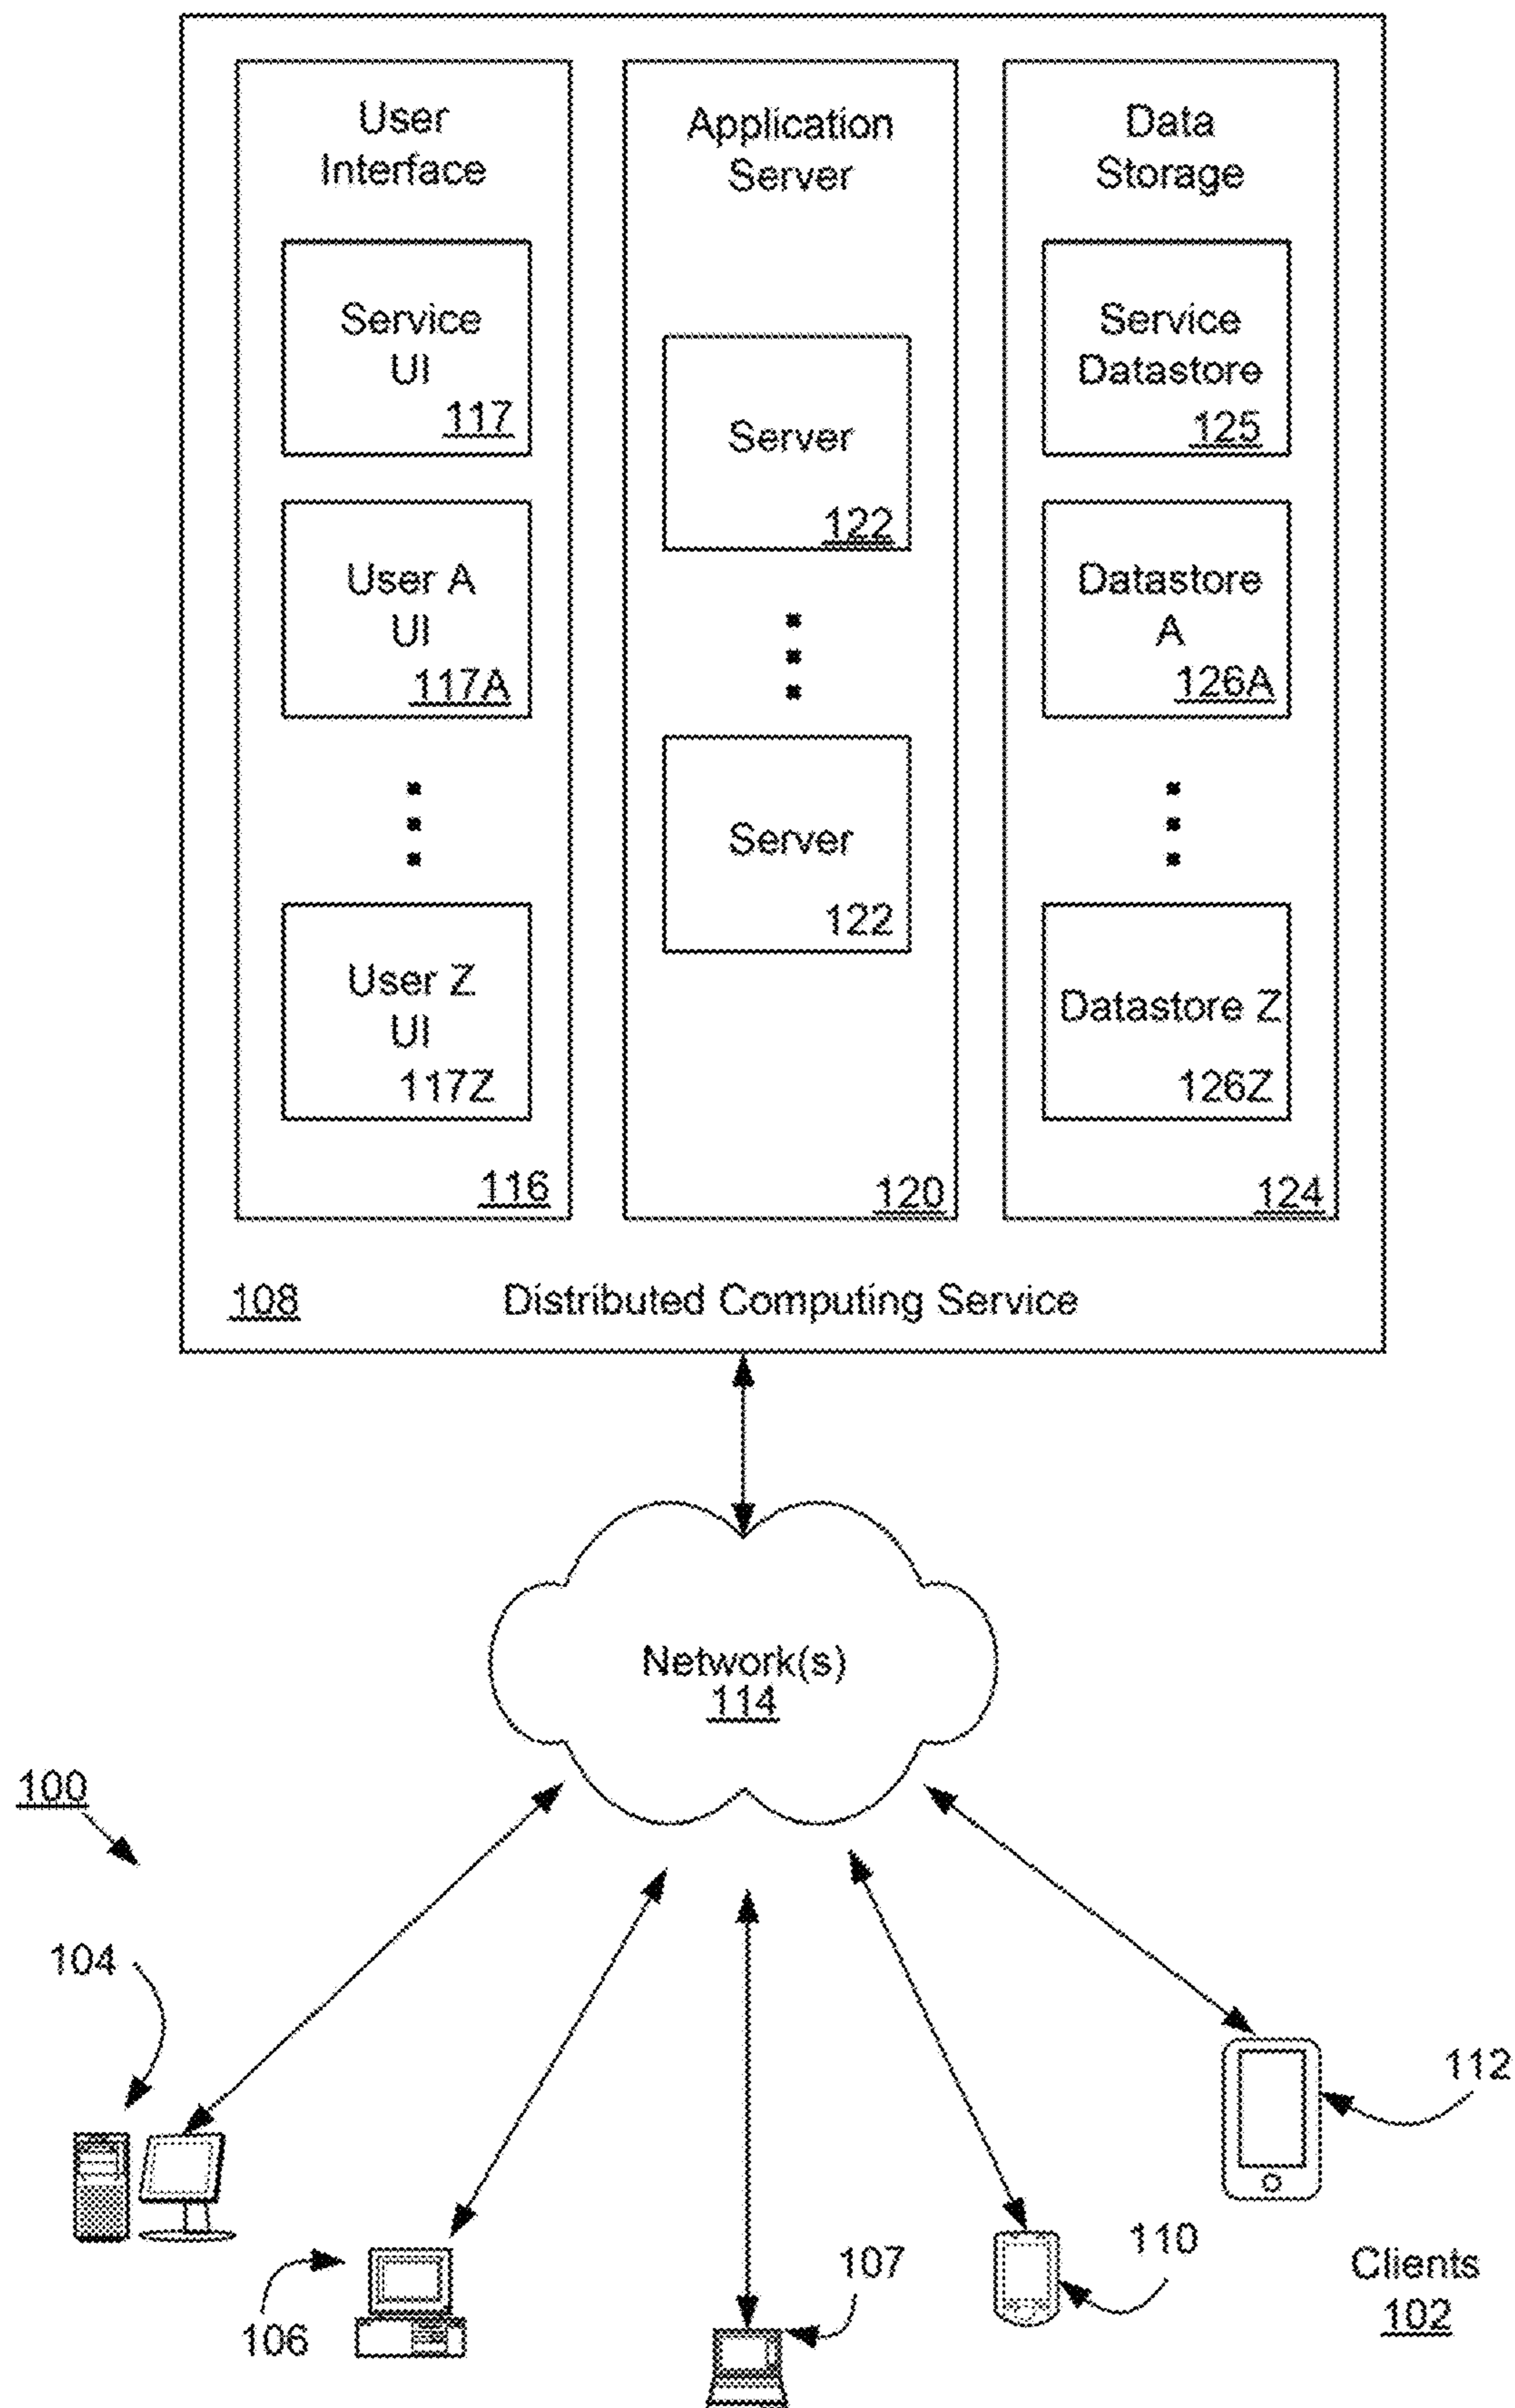 User
Interface
Service
UI
117
User A
UI
117A
User Z
UI
117Z
116
Application
Server
Server
122
Server
122
120
Data
Storage
Service
Datastore
125
Datastore
A
126A
Datastore Z
126Z
124
108
Distributed Computing Service
Network(s)
114
100
104
106
107
110
112
Clients
102